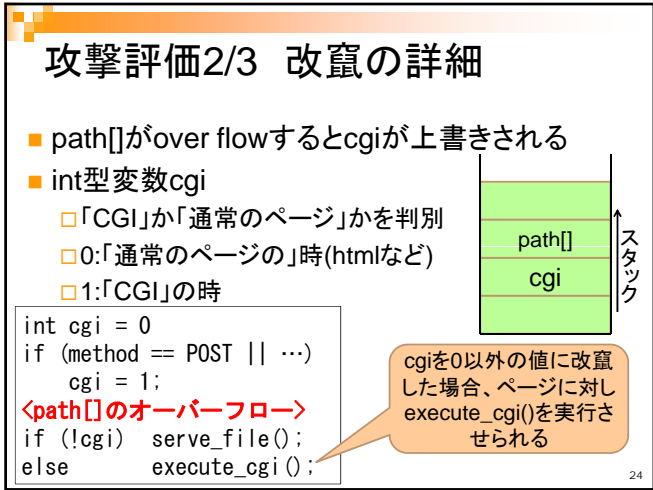 攻撃評価2/3 改竄の詳細
path[]がover flowするとcgiが上書きされる
int型変数cgi
「CGI」か「通常のページ」かを判別
0:「通常のページの」時(htmlなど)
1:「CGI」の時
path[]
cgi
スタック
int cgi = 0
if (method == POST || …)
cgi = 1;
<path[]のオーバーフロー>
if (!cgi) serve_file();
else execute_cgi();
cgiを0以外の値に改竄
した場合、ページに対し
execute_cgi()を実行さ
せられる
24